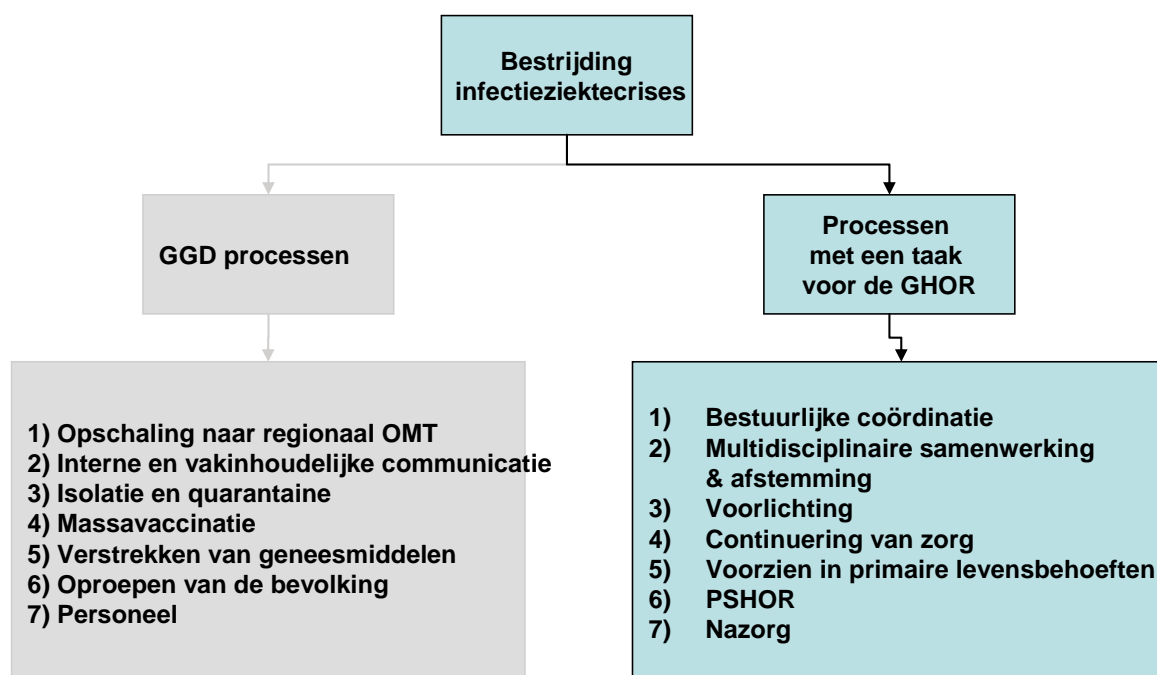 Bestrijding
infectieziektecrises
GGD processen
Processen
met een taak
voor de GHOR
1) Opschaling naar regionaal OMT
2) Interne en vakinhoudelijke communicatie
3) Isolatie en quarantaine
4) Massavaccinatie
5) Verstrekken van geneesmiddelen
6) Oproepen van de bevolking
7) Personeel
1) Bestuurlijke coördinatie
2) Multidisciplinaire samenwerking
& afstemming
3) Voorlichting
4) Continuering van zorg
5) Voorzien in primaire levensbehoeften
6) PSHOR
7) Nazorg